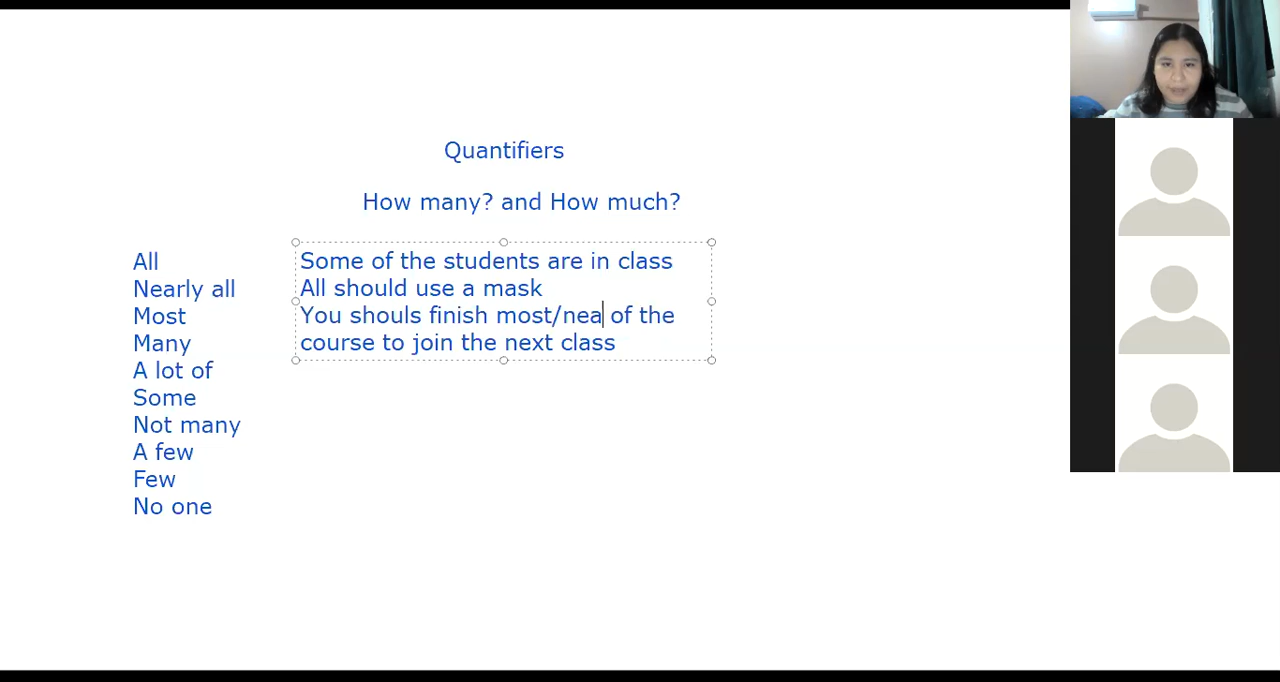 Quantifiers
How many? and How much?
All
Nearly all
Most
Many
A lot of
Some
Not many
A few
Few
No one
Some of the students are in class
All should use a mask
You shouls finish most/nea of the
course to join the next class